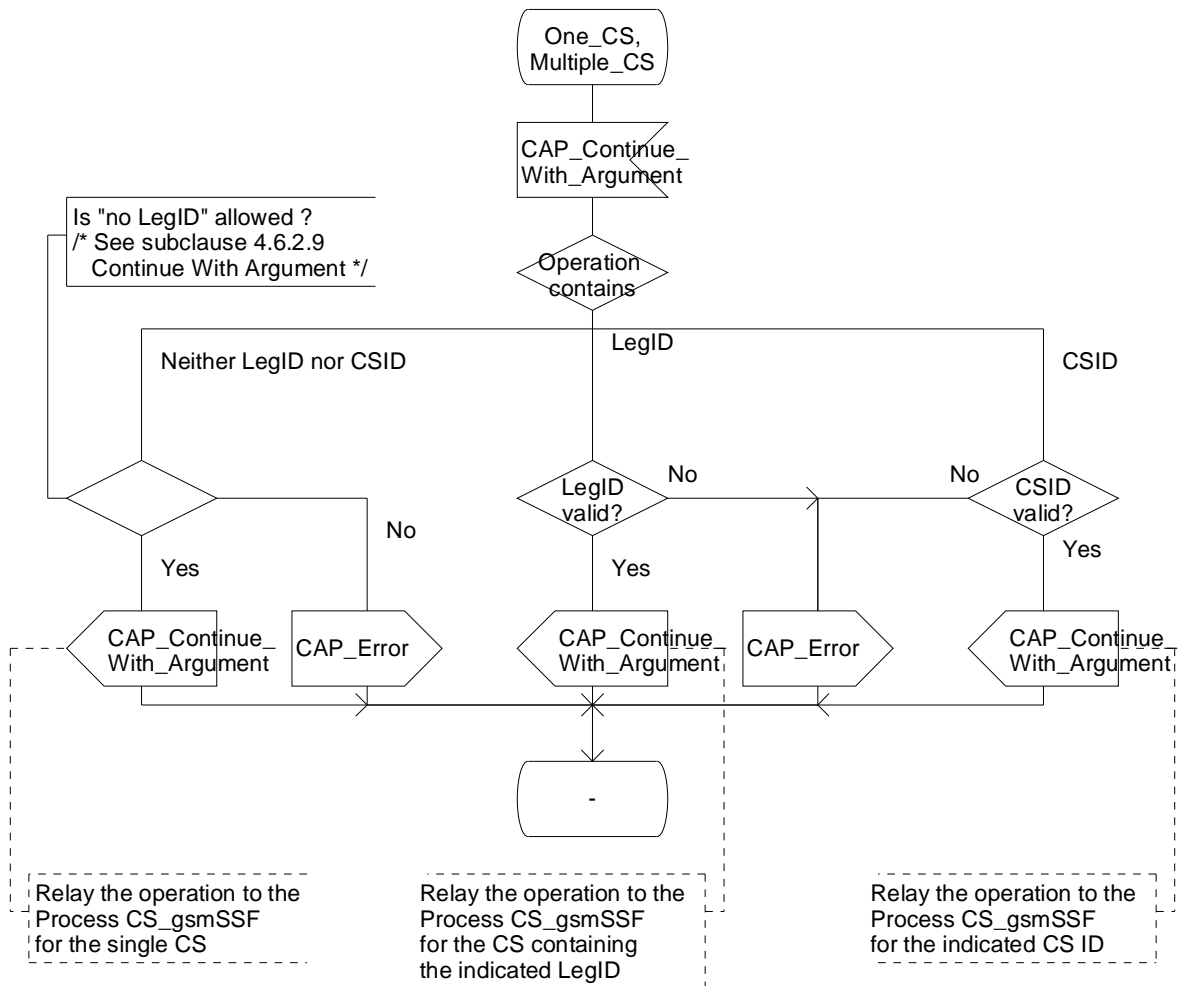 One_CS,
Multiple_CS
CAP_Continue_
With_Argument
Is "no LegID" allowed ?
/* See subclause 4.6.2.9
Continue With Argument */
Operation
contains
Neither LegID nor CSID
LegID
CSID
No
LegID
valid?
No
No
CSID
valid?
Yes
Yes
Yes
CAP_Continue_
With_Argument
CAP_Error
CAP_Continue_
With_Argument
CAP_Error
CAP_Continue_
With_Argument
-
Relay the operation to the
Process CS_gsmSSF
for the single CS
Relay the operation to the
Process CS_gsmSSF
for the CS containing
the indicated LegID
Relay the operation to the
Process CS_gsmSSF
for the indicated CS ID